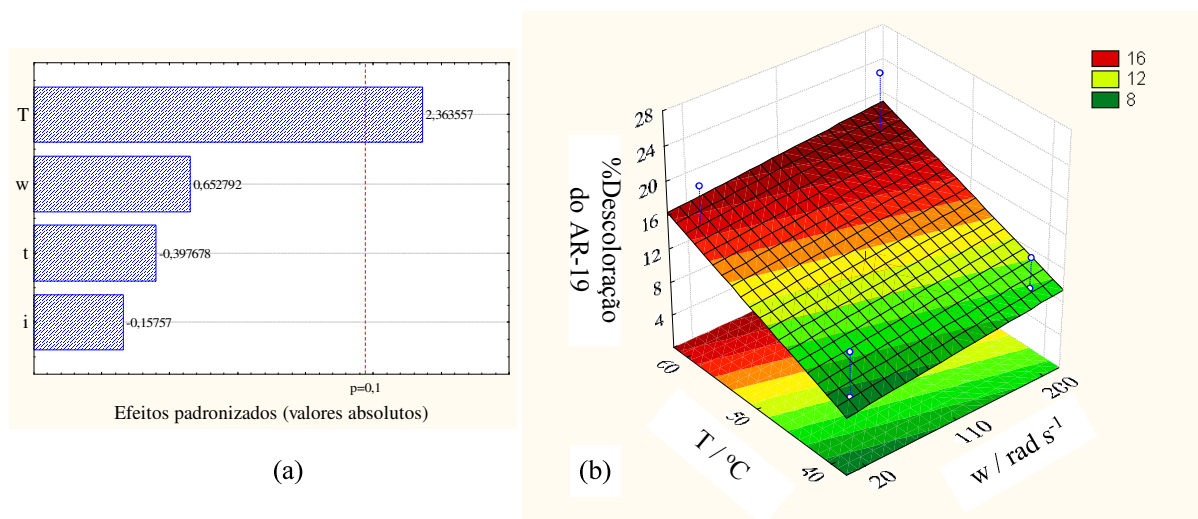 T
2,363557
w
0,652792
t
-0,397678
i
-0,15757
p=0,1
Efeitos padronizados (valores absolutos)
(a)
16
12
8
28
24
20
16
12
8
4
%Descoloração
do AR-19
60
50
40
T / ºC
20
110
200
w / rad s⁻¹
(b)